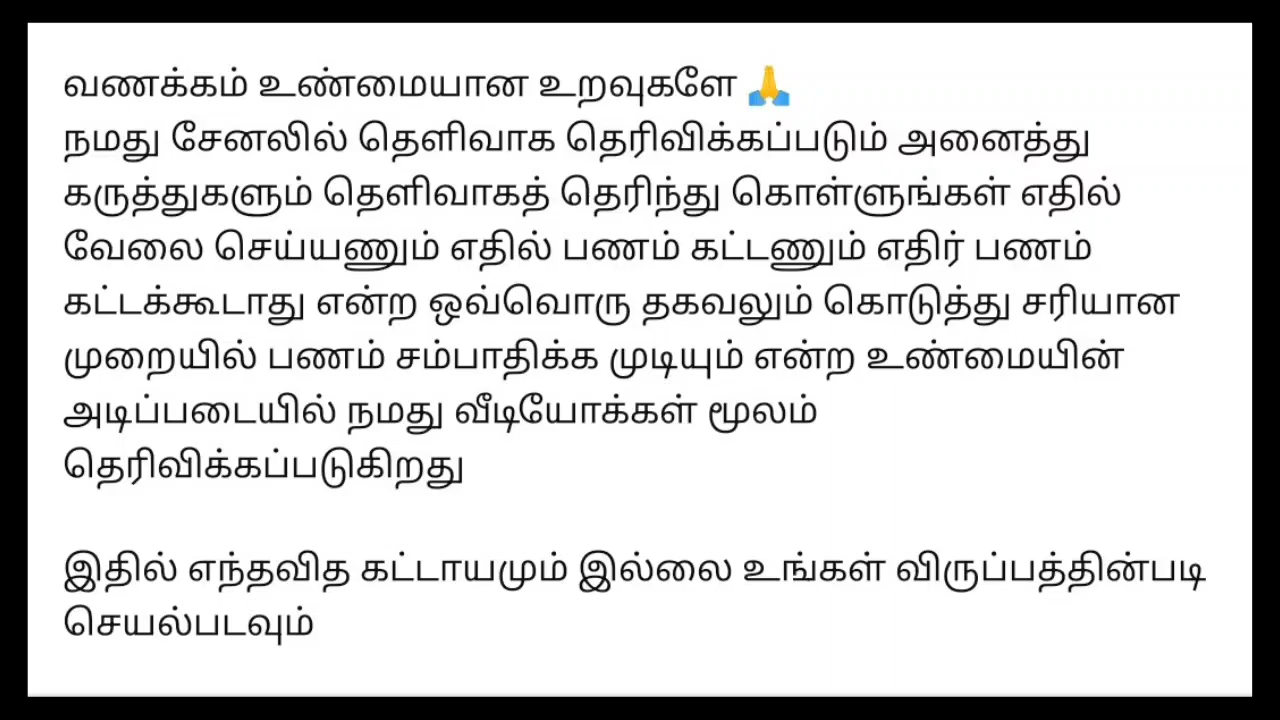 வணக்கம் உண்மையான உறவுகளே 🙏
நமது சேனலில் தெளிவாக தெரிவிக்கப்படும் அனைத்து
கருத்துகளும் தெளிவாகத் தெரிந்து கொள்ளுங்கள் எதில்
வேலை செய்யணும் எதில் பணம் கட்டணும் எதிர் பணம்
கட்டக்கூடாது என்ற ஒவ்வொரு தகவலும் கொடுத்து சரியான
முறையில் பணம் சம்பாதிக்க முடியும் என்ற உண்மையின்
அடிப்படையில் நமது வீடியோக்கள் மூலம்
தெரிவிக்கப்படுகிறது
இதில் எந்தவித கட்டாயமும் இல்லை உங்கள் விருப்பத்தின்படி
செயல்படவும்